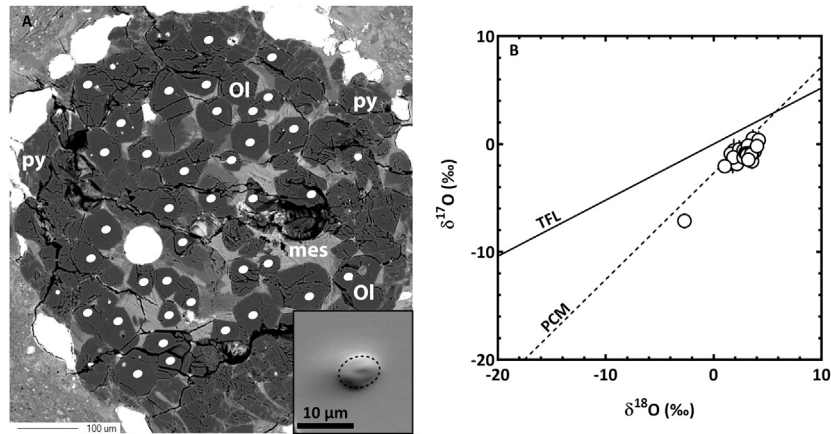 A
Ol
py
py
mes
Ol
10 µm
100 um
B
10
0
-10
-20
-20
-10
0
10
TFL
PCM
δ¹⁷O (‰)
δ¹⁸O (‰)